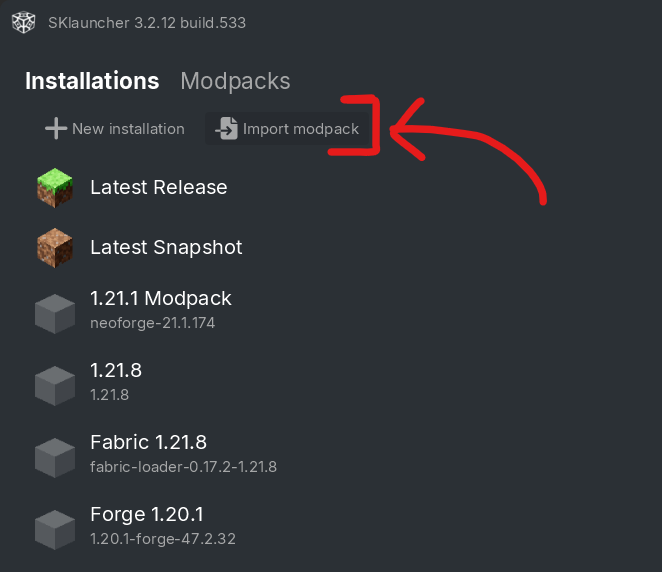 SKlauncher 3.2.12 build.533
Installations Modpacks
New installation Import modpack
Latest Release
Latest Snapshot
1.21.1 Modpack
neoforge-21.1.174
1.21.8
1.21.8
Fabric 1.21.8
fabric-loader-0.17.2-1.21.8
Forge 1.20.1
1.20.1-forge-47.2.32